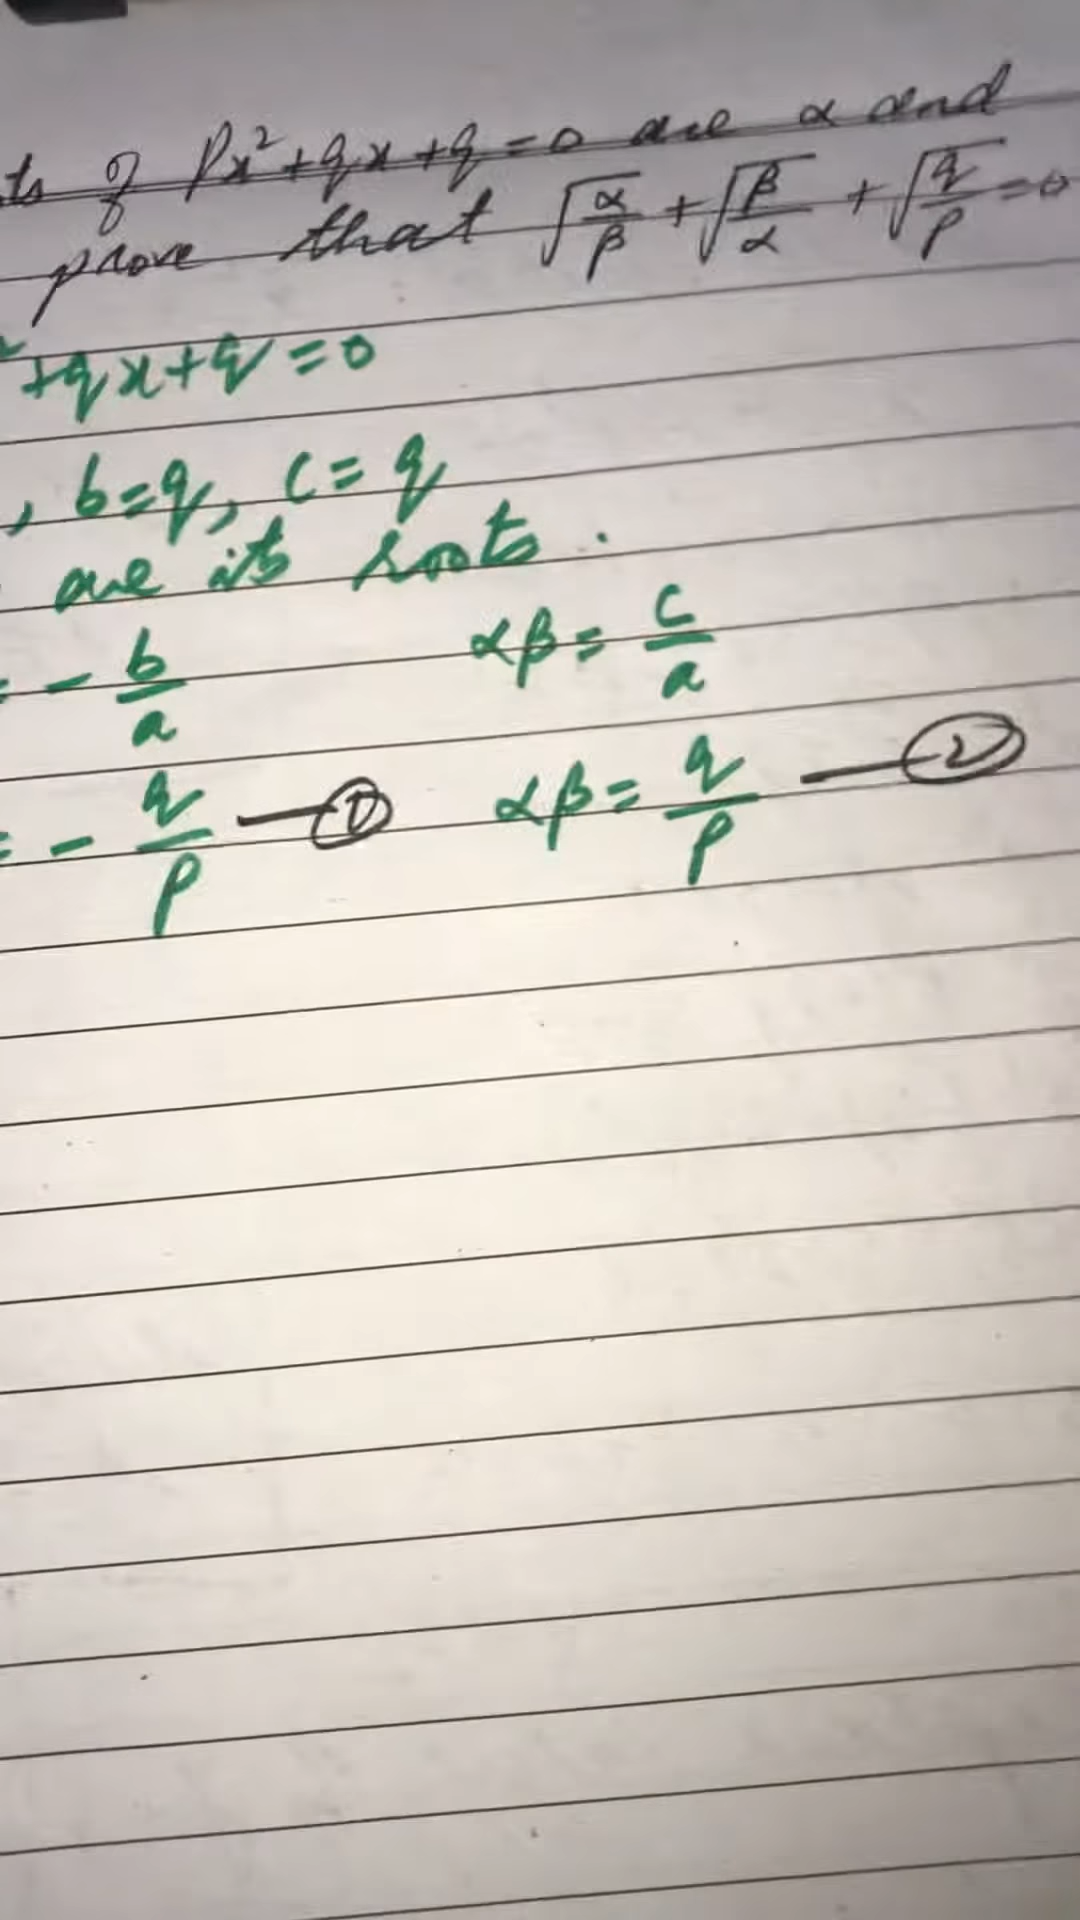 ts of Px²+qx+q=0 are α and
prove that √(α/β) + √(β/α) + √(q/p) = 0
²+qx+q=0
, b=q, c=q
are its roots.
= -b/a αβ = c/a
= -q/p —① αβ = q/p —②